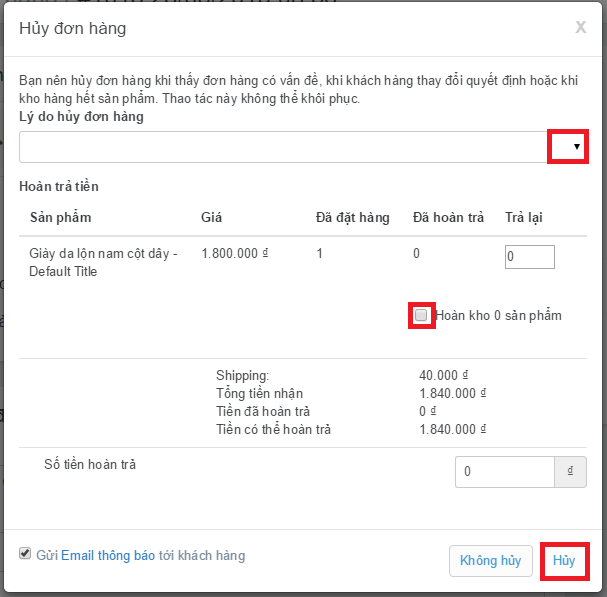 Hủy đơn hàng
X
Bạn nên hủy đơn hàng khi thấy đơn hàng có vấn đề, khi khách hàng thay đổi quyết định hoặc khi
kho hàng hết sản phẩm. Thao tác này không thể khôi phục.
Lý do hủy đơn hàng
Hoàn trả tiền
Sản phẩm Giá Đã đặt hàng Đã hoàn trả Trả lại
Giày da lộn nam cột dây - 1.800.000 ₫ 1 0 0
Default Title
Hoàn kho 0 sản phẩm
Shipping: 40.000 ₫
Tổng tiền nhận 1.840.000 ₫
Tiền đã hoàn trả 0 ₫
Tiền có thể hoàn trả 1.840.000 ₫
Số tiền hoàn trả 0 ₫
Gửi Email thông báo tới khách hàng
Không hủy Hủy